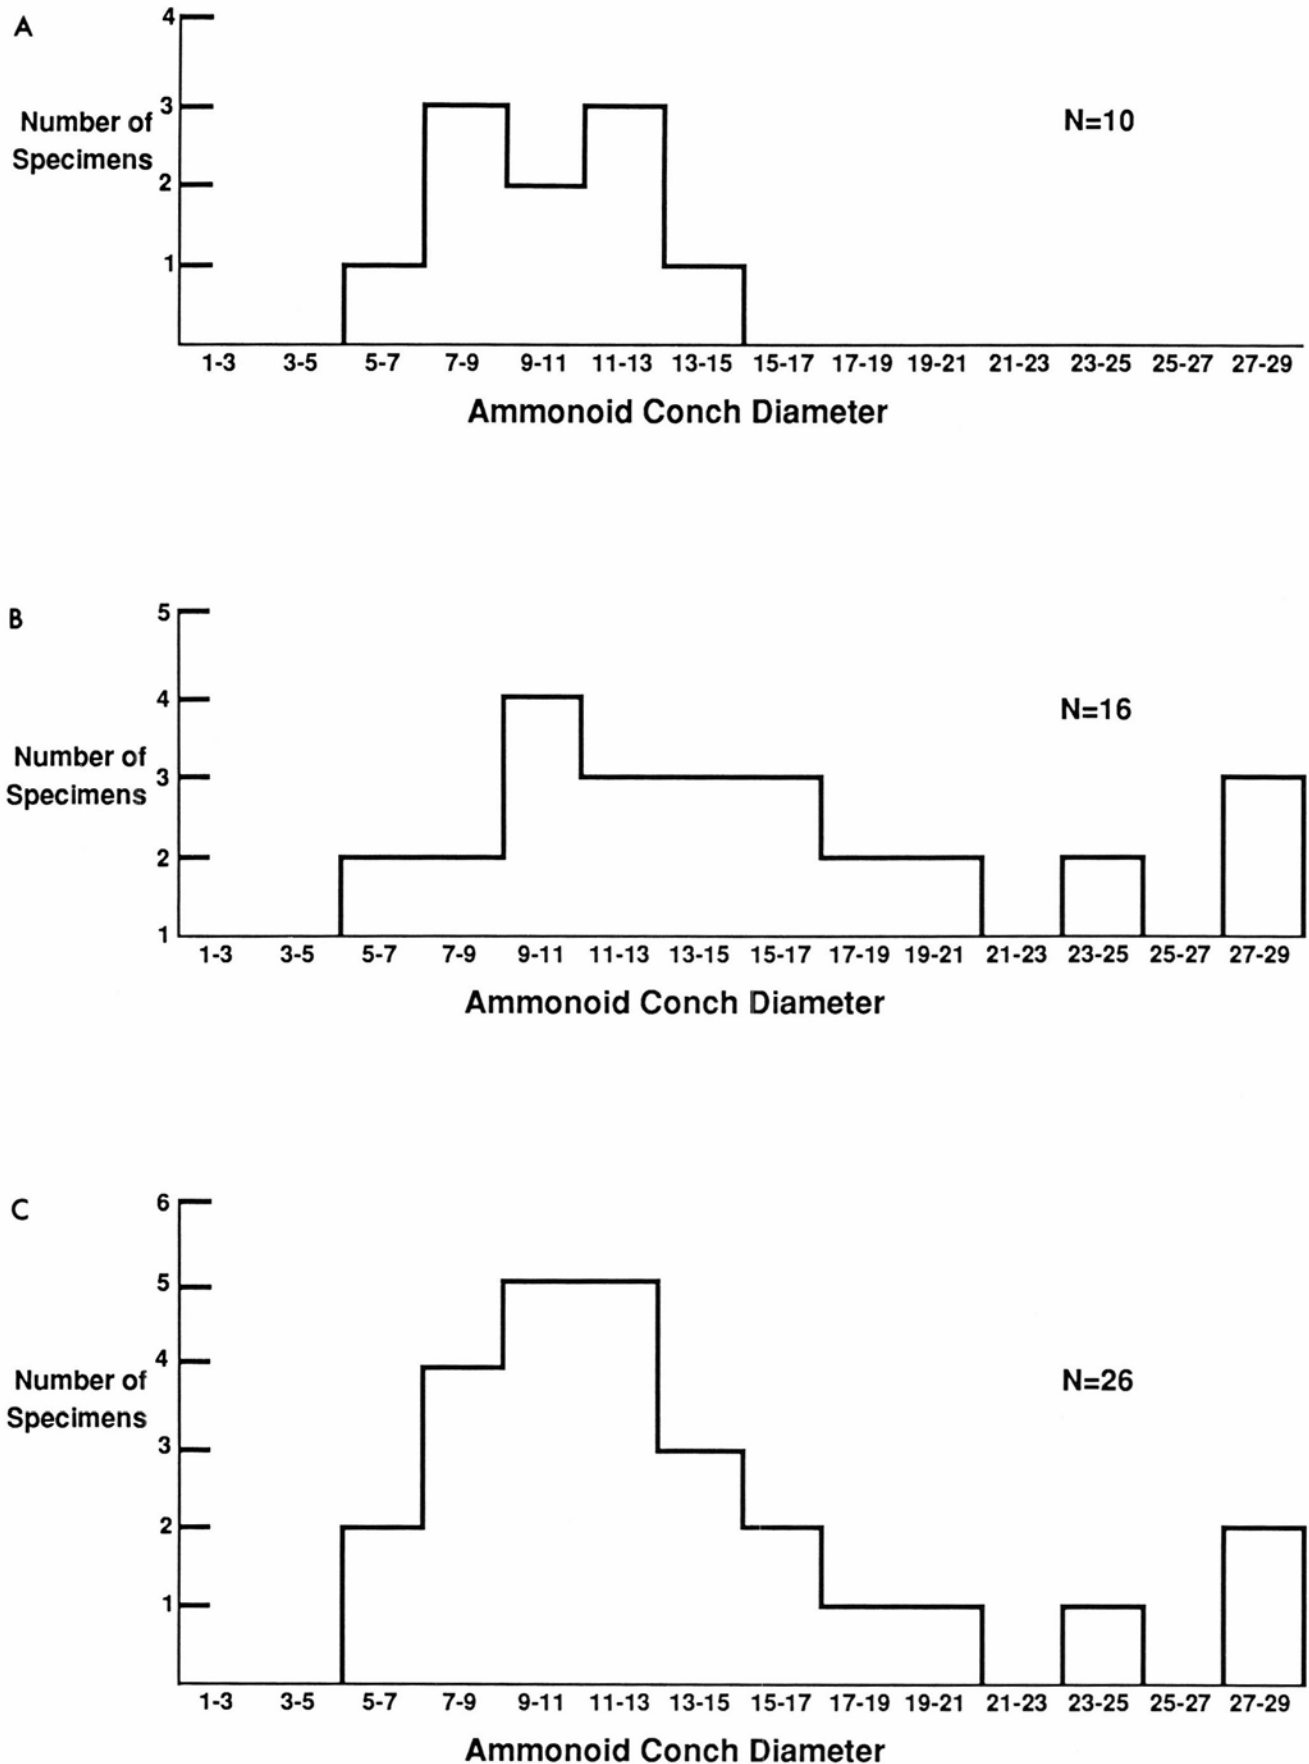 A
4
3
Number of
Specimens
2
1
N=10
1-3 3-5 5-7 7-9 9-11 11-13 13-15 15-17 17-19 19-21 21-23 23-25 25-27 27-29
Ammonoid Conch Diameter
B
5
4
Number of
Specimens
3
2
1
N=16
1-3 3-5 5-7 7-9 9-11 11-13 13-15 15-17 17-19 19-21 21-23 23-25 25-27 27-29
Ammonoid Conch Diameter
C
6
5
4
Number of
Specimens
3
2
1
N=26
1-3 3-5 5-7 7-9 9-11 11-13 13-15 15-17 17-19 19-21 21-23 23-25 25-27 27-29
Ammonoid Conch Diameter